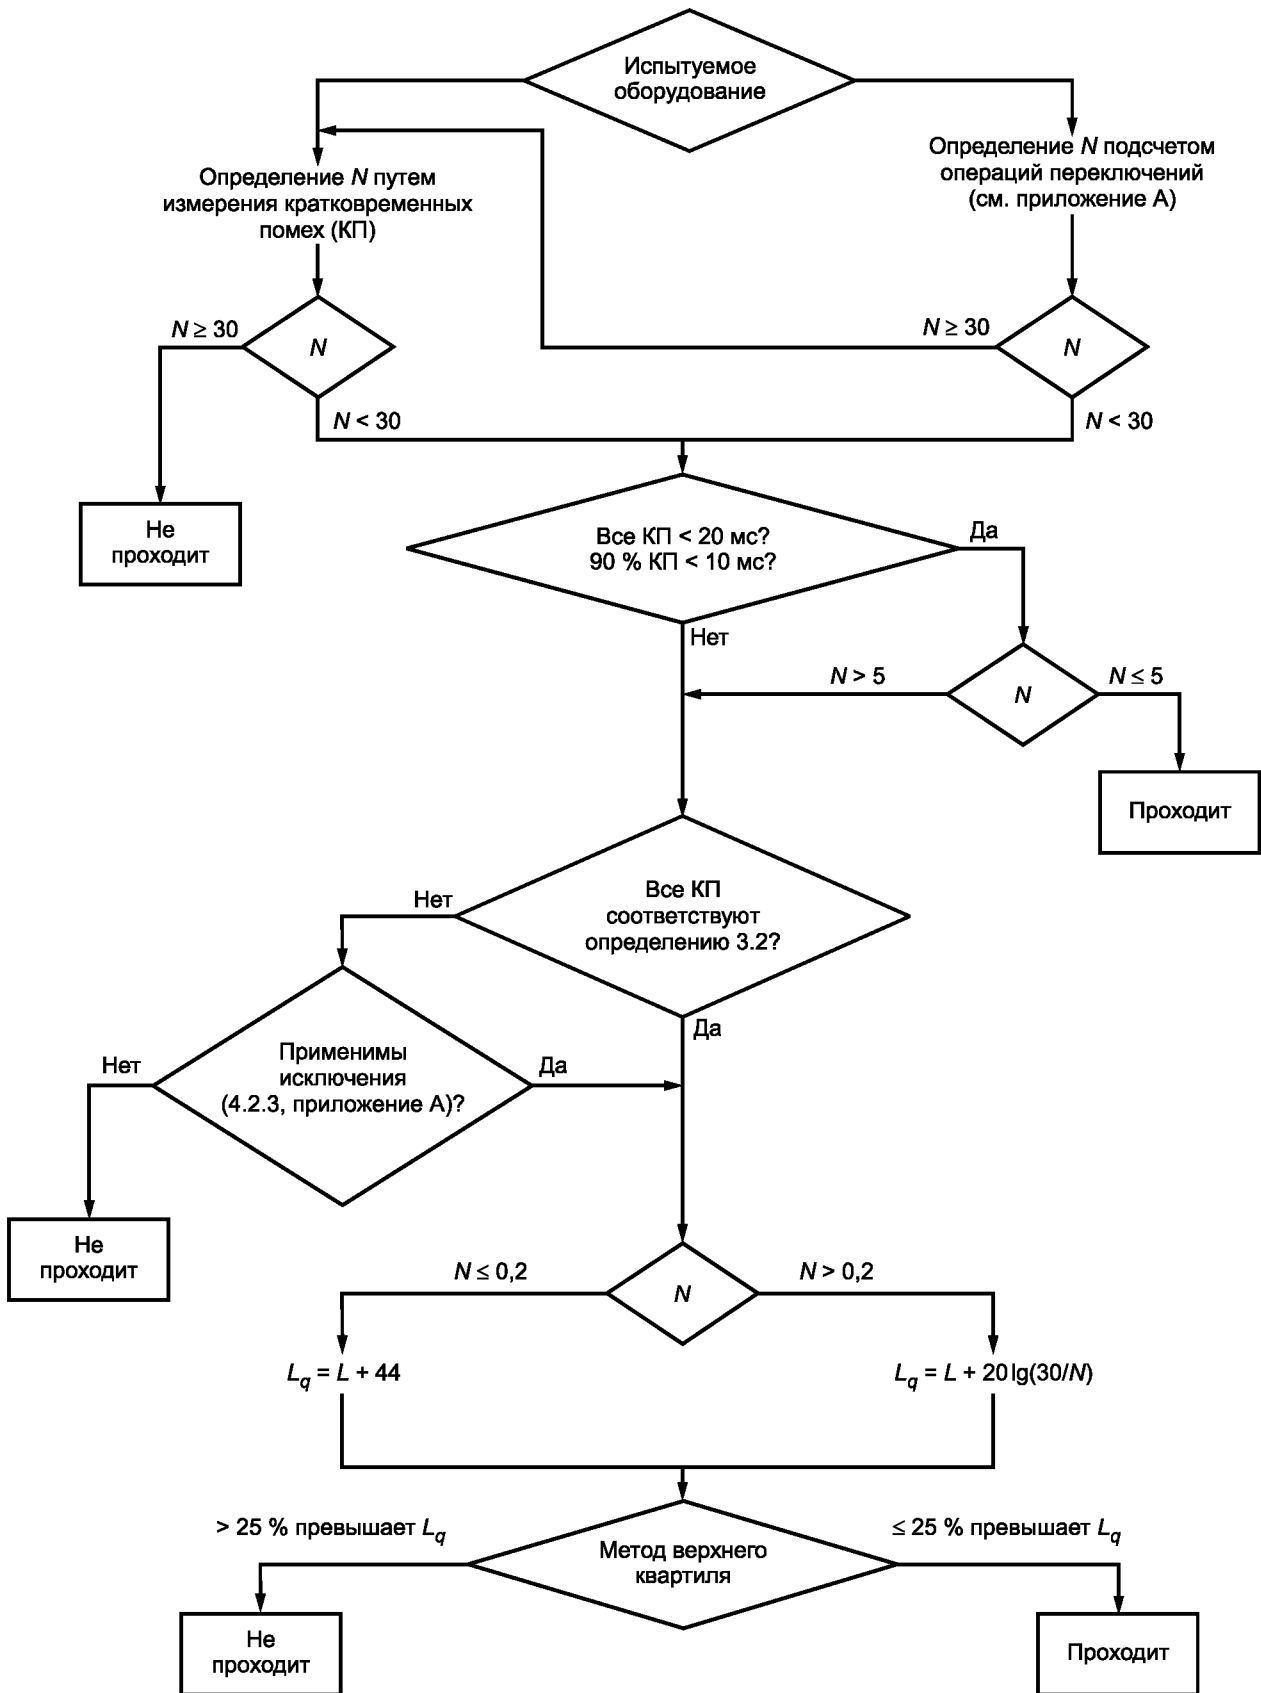 Испытуемое
оборудование
Определение N подсчетом
операций переключений
(см. приложение А)
Определение N путем
измерения кратковременных
помех (КП)
N ≥ 30
N
N ≥ 30
N
N < 30
N < 30
Не
проходит
Все КП < 20 мс?
90 % КП < 10 мс?
Да
Нет
N > 5
N
N ≤ 5
Проходит
Все КП
соответствуют
определению 3.2?
Нет
Да
Применимы
исключения
(4.2.3, приложение А)?
Нет
Да
Не
проходит
N ≤ 0,2
N
N > 0,2
Lq = L + 44
Lq = L + 20 lg(30/N)
> 25 % превышает Lq
Метод верхнего
квартиля
≤ 25 % превышает Lq
Не
проходит
Проходит